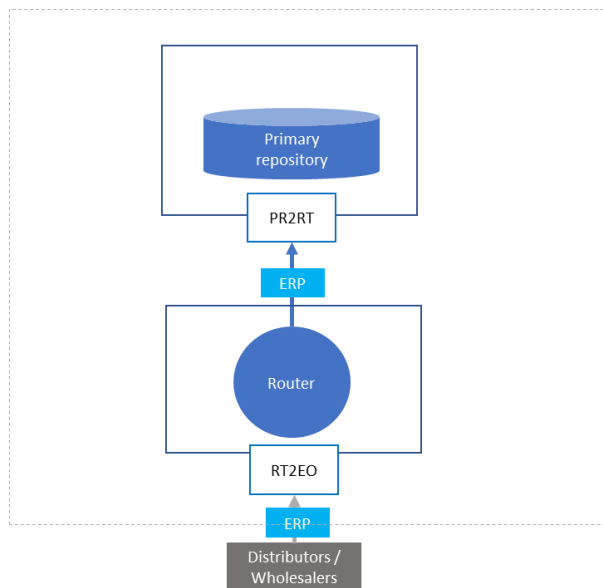 Primary
repository
PR2RT
ERP
Router
RT2EO
ERP
Distributors /
Wholesalers